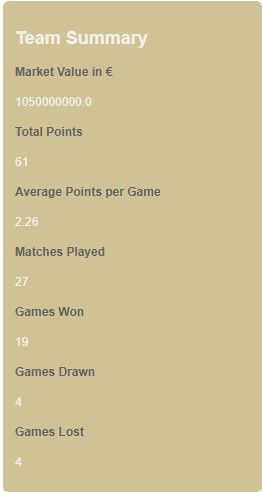 Team Summary
Market Value in €
1050000000.0
Total Points
61
Average Points per Game
2.26
Matches Played
27
Games Won
19
Games Drawn
4
Games Lost
4